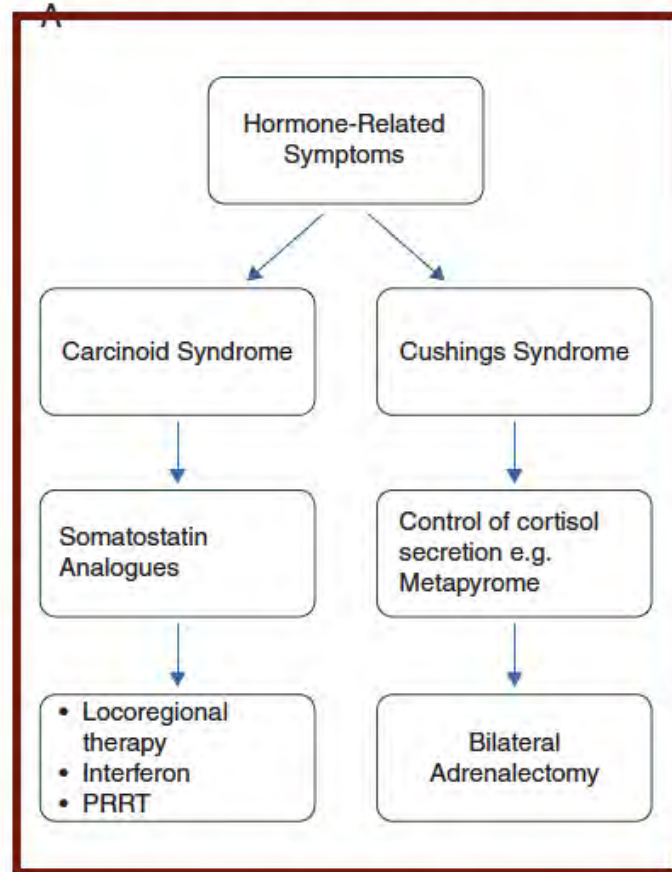 A
Hormone-Related
Symptoms
Carcinoid Syndrome
Cushings Syndrome
Somatostatin
Analogues
Control of cortisol
secretion e.g.
Metapyrome
• Locoregional
therapy
• Interferon
• PRRT
Bilateral
Adrenalectomy